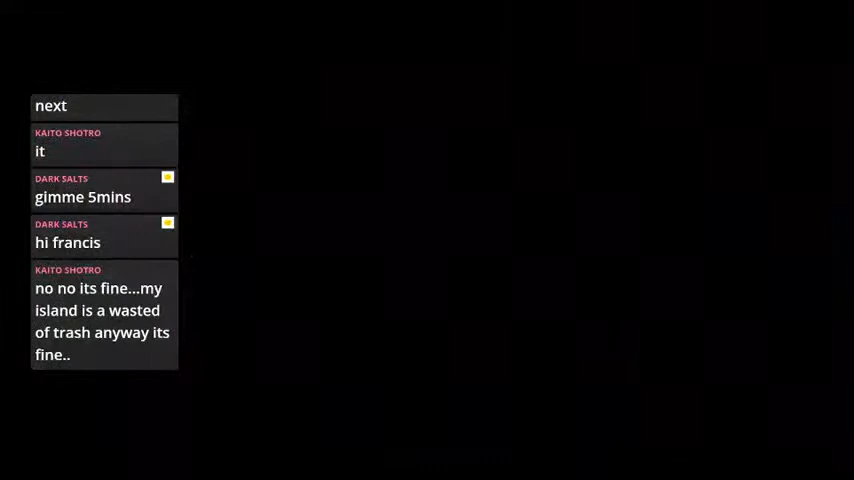 next
KAITO SHOTRO
it
DARK SALTS
gimme 5mins
DARK SALTS
hi francis
KAITO SHOTRO
no no its fine...my
island is a wasted
of trash anyway its
fine..